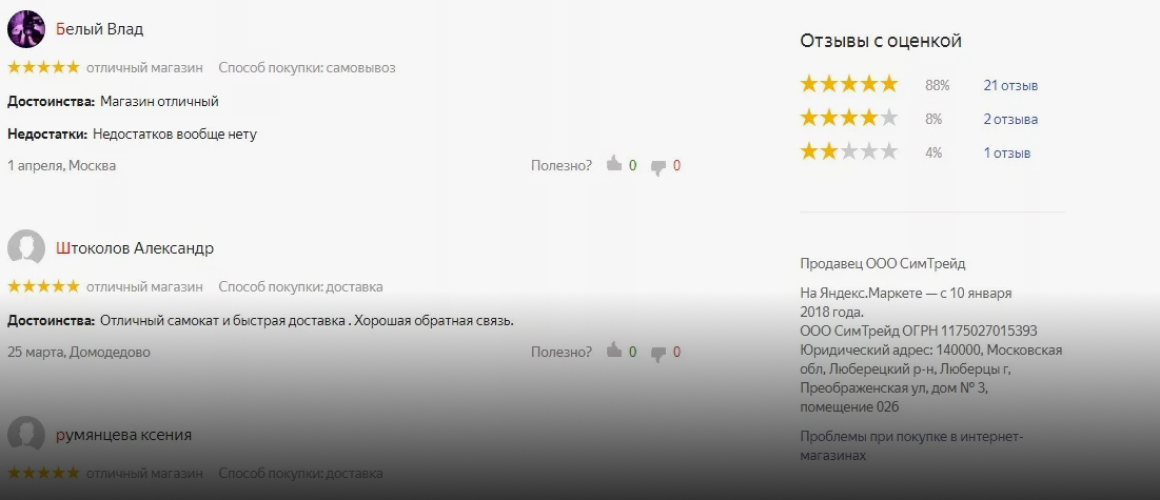 Белый Влад
отличный магазин Способ покупки: самовывоз
Достоинства: Магазин отличный
Недостатки: Недостатков вообще нету
1 апреля, Москва Полезно? 0 0
Штоколов Александр
отличный магазин Способ покупки: доставка
Достоинства: Отличный самокат и быстрая доставка . Хорошая обратная связь.
25 марта, Домодедово Полезно? 0 0
румянцева ксения
отличный магазин Способ покупки: доставка
Отзывы с оценкой
88% 21 отзыв
8% 2 отзыва
4% 1 отзыв
Продавец ООО СимТрейд
На Яндекс.Маркете — с 10 января
2018 года.
ООО СимТрейд ОГРН 1175027015393
Юридический адрес: 140000, Московская
обл, Люберецкий р-н, Люберцы г,
Преображенская ул, дом № 3,
помещение 026
Проблемы при покупке в интернет-
магазинах